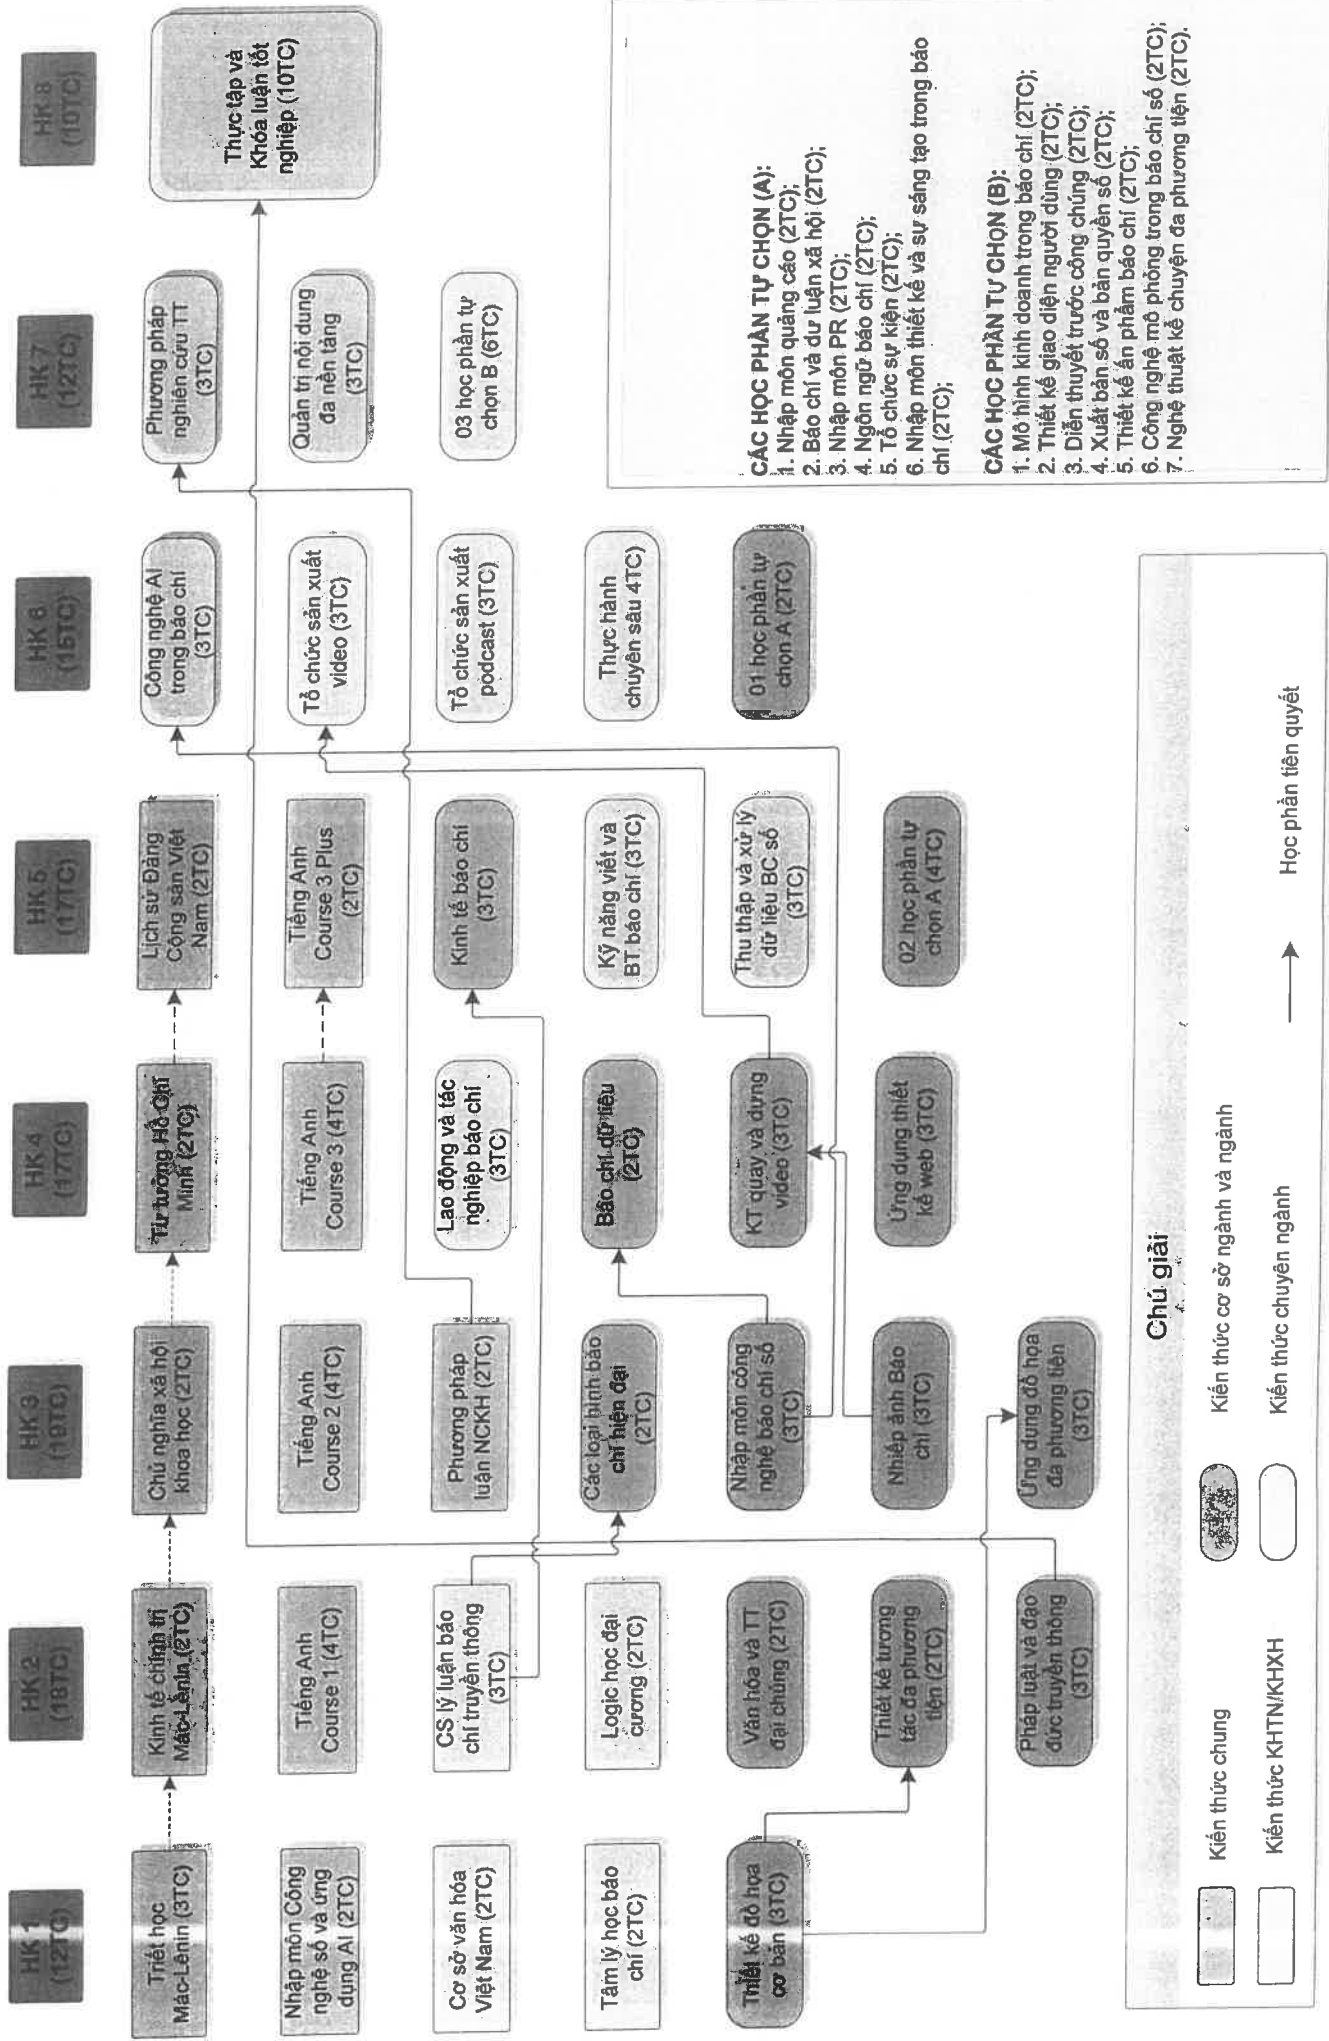 HK 1
(12TC)
Triết học
Mác-Lênin (3TC)
Nhập môn Công
nghệ số và ứng
dụng AI (2TC)
Cơ sở văn hóa
Việt Nam (2TC)
Tâm lý học báo
chí (2TC)
Thiết kế đồ họa
cơ bản (3TC)
HK 2
(18TC)
Kinh tế chính trị
Mác-Lênin (2TC)
Tiếng Anh
Course 1 (4TC)
CS lý luận báo
chí truyền thông
(3TC)
Logic học đại
cương (2TC)
Văn hóa và TT
đại chúng (2TC)
Thiết kế tương
tác đa phương
tiện (2TC)
Pháp luật và đạo
đức truyền thông
(3TC)
HK 3
(19TC)
Chủ nghĩa xã hội
khoa học (2TC)
Tiếng Anh
Course 2 (4TC)
Phương pháp
luận NCKH (2TC)
Các loại hình báo
chí hiện đại
(2TC)
Nhập môn công
nghệ báo chí số
(3TC)
Nhiếp ảnh Báo
chí (3TC)
Ứng dụng đồ họa
đa phương tiện
(3TC)
HK 4
(17TC)
Tư tưởng Hồ Chí
Minh (2TC)
Tiếng Anh
Course 3 (4TC)
Lao động và tác
nghiệp báo chí
(3TC)
Báo chí dữ liệu
(2TC)
KT quay và dựng
video (3TC)
Ứng dụng thiết
kế web (3TC)
HK 5
(17TC)
Lịch sử Đảng
Cộng sản Việt
Nam (2TC)
Tiếng Anh
Course 3 Plus
(2TC)
Kinh tế báo chí
(3TC)
Kỹ năng viết và
BT báo chí (3TC)
Thu thập và xử lý
dữ liệu BC số
(3TC)
02 học phần tự
chọn A (4TC)
HK 6
(15TC)
Công nghệ AI
trong báo chí
(3TC)
Tổ chức sản xuất
video (3TC)
Tổ chức sản xuất
podcast (3TC)
Thực hành
chuyên sâu 4TC)
01 học phần tự
chọn A (2TC)
HK 7
(12TC)
Phương pháp
nghiên cứu TT
(3TC)
Quản trị nội dung
đa nền tảng
(3TC)
03 học phần tự
chọn B (6TC)
HK 8
(10TC)
Thực tập và
Khóa luận tốt
nghiệp (10TC)
CÁC HỌC PHẦN TỰ CHỌN (A):
1. Nhập môn quảng cáo (2TC);
2. Báo chí và dư luận xã hội (2TC);
3. Nhập môn PR (2TC);
4. Ngôn ngữ báo chí (2TC);
5. Tổ chức sự kiện (2TC);
6. Nhập môn thiết kế và sự sáng tạo trong báo
chí (2TC);
CÁC HỌC PHẦN TỰ CHỌN (B):
1. Mô hình kinh doanh trong báo chí (2TC);
2. Thiết kế giao diện người dùng (2TC);
3. Diễn thuyết trước công chúng (2TC);
4. Xuất bản số và bản quyền số (2TC);
5. Thiết kế ấn phẩm báo chí (2TC);
6. Công nghệ mô phỏng trong báo chí số (2TC);
7. Nghệ thuật kể chuyện đa phương tiện (2TC).
Chú giải
Kiến thức chung
Kiến thức cơ sở ngành và ngành
Học phần tiên quyết
Kiến thức KHTN/KHXH
Kiến thức chuyên ngành